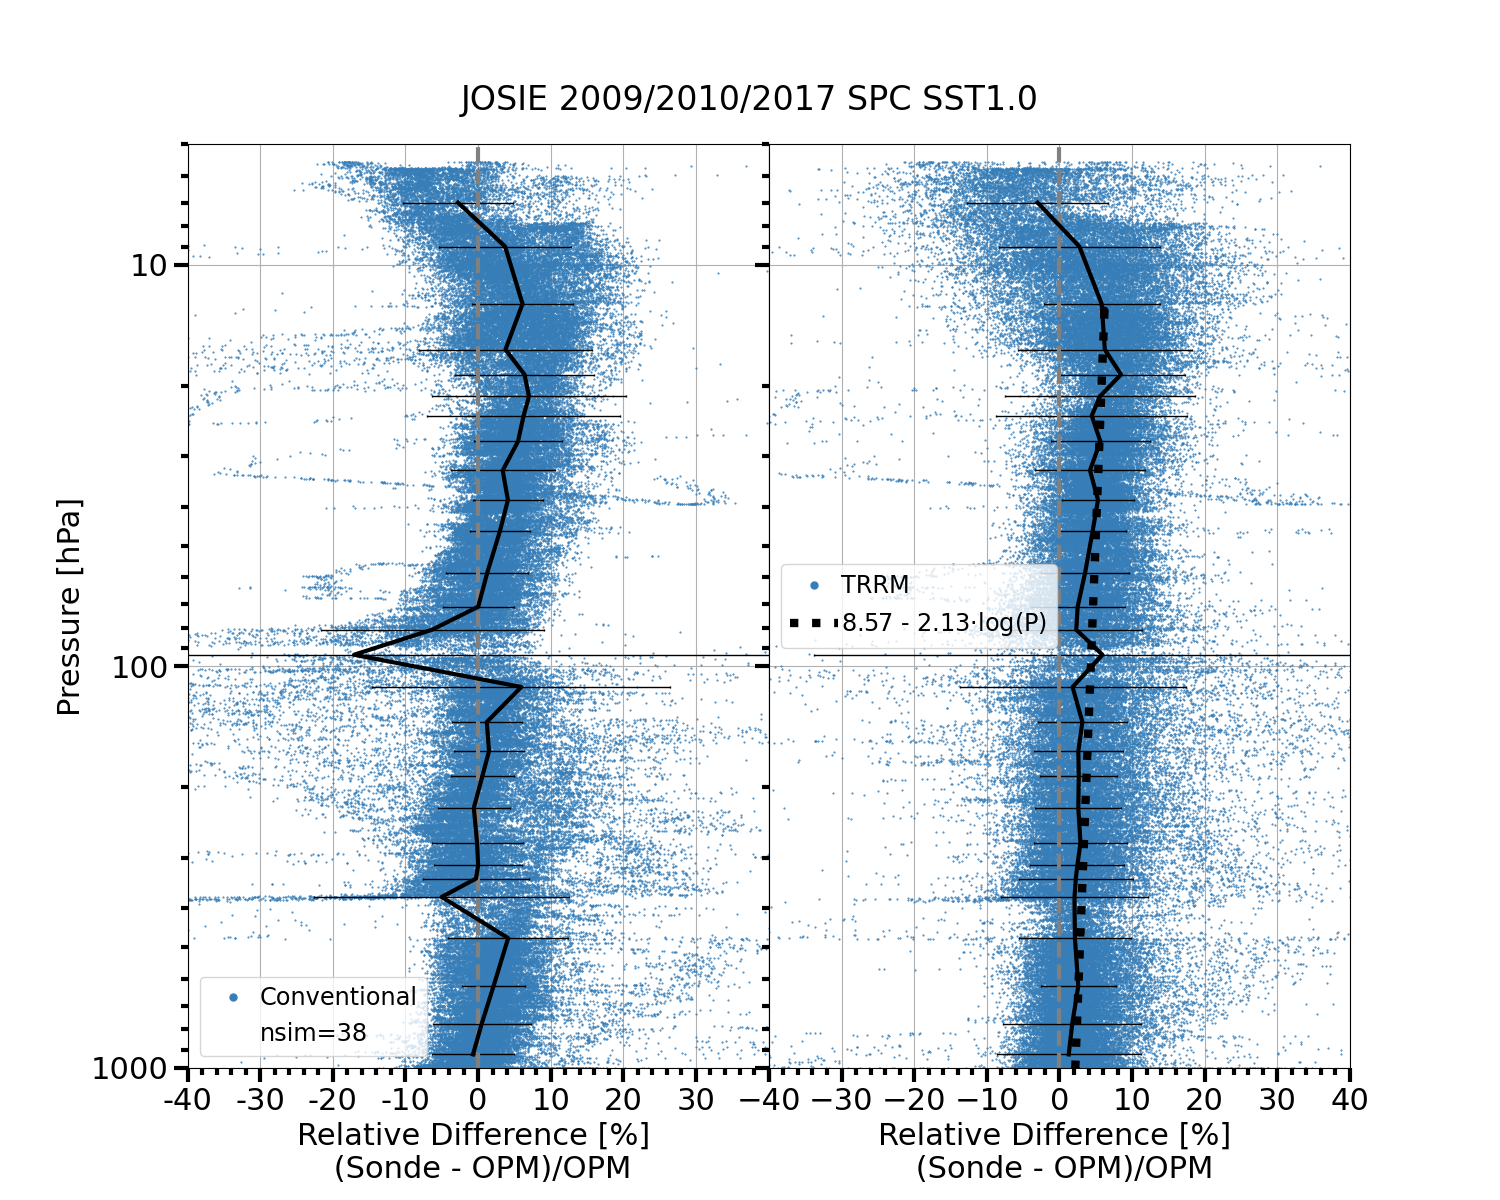 JOSIE 2009/2010/2017 SPC SST1.0
Pressure [hPa]
10
100
1000
Conventional
nsim=38
TRRM
8.57 - 2.13·log(P)
-40 -30 -20 -10 0 10 20 30
−40 −30 −20 −10 0 10 20 30 40
Relative Difference [%]
(Sonde - OPM)/OPM
Relative Difference [%]
(Sonde - OPM)/OPM